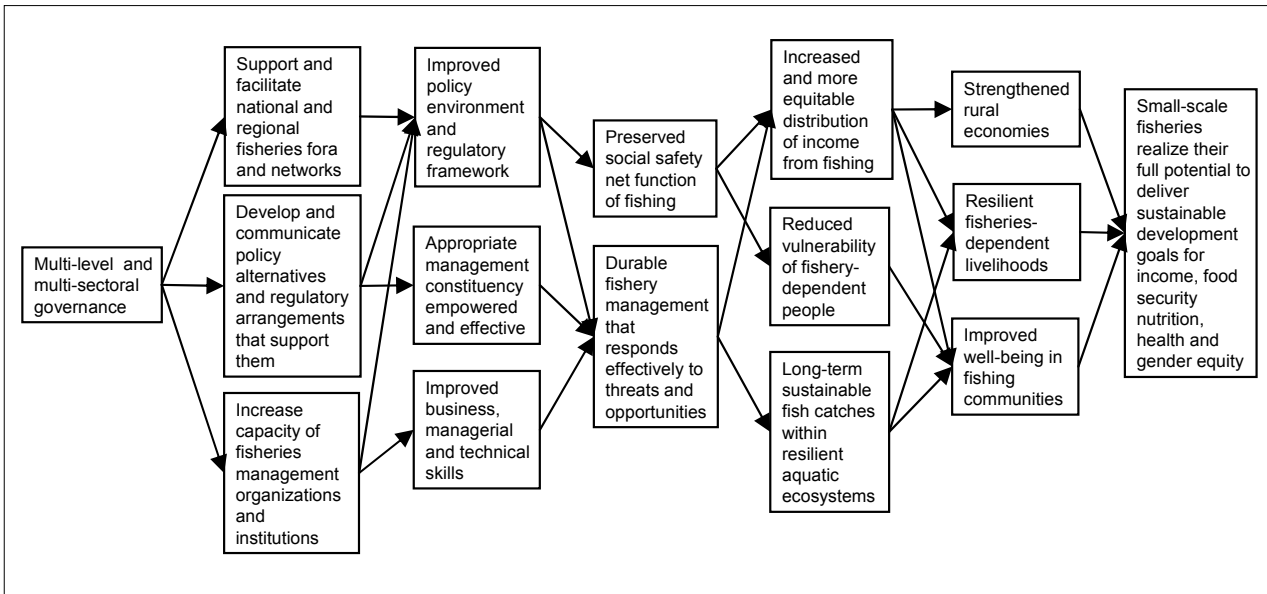 Multi-level and
multi-sectoral
governance
Support and
facilitate
national and
regional
fisheries fora
and networks
Develop and
communicate
policy
alternatives
and regulatory
arrangements
that support
them
Increase
capacity of
fisheries
management
organizations
and
institutions
Improved
policy
environment
and
regulatory
framework
Appropriate
management
constituency
empowered
and effective
Improved
business,
managerial
and technical
skills
Preserved
social safety
net function
of fishing
Durable
fishery
management
that
responds
effectively to
threats and
opportunities
Increased
and more
equitable
distribution
of income
from fishing
Reduced
vulnerability
of fishery-
dependent
people
Long-term
sustainable
fish catches
within
resilient
aquatic
ecosystems
Strengthened
rural
economies
Resilient
fisheries-
dependent
livelihoods
Improved
well-being in
fishing
communities
Small-scale
fisheries
realize their
full potential to
deliver
sustainable
development
goals for
income, food
security
nutrition,
health and
gender equity